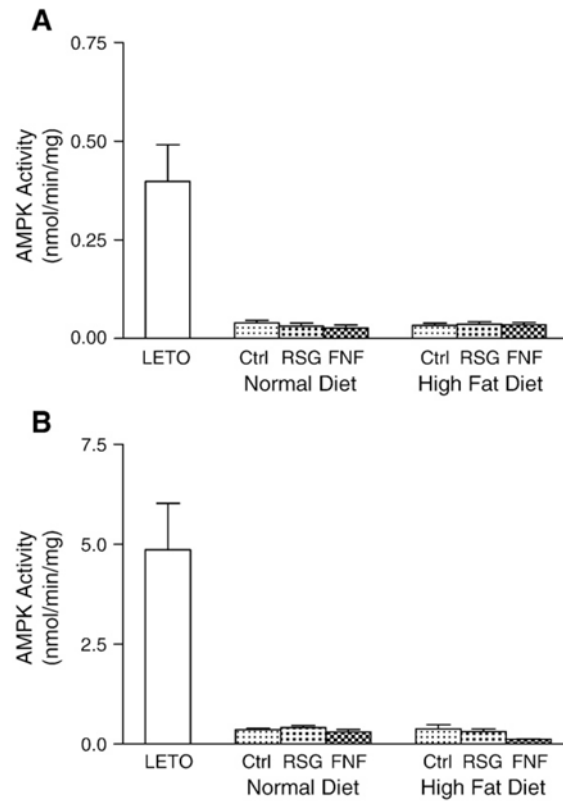 A
0.75
0.50
0.25
0.00
AMPK Activity
(nmol/min/mg)
LETO
Ctrl RSG FNF
Ctrl RSG FNF
Normal Diet
High Fat Diet
B
7.5
5.0
2.5
0.0
AMPK Activity
(nmol/min/mg)
LETO
Ctrl RSG FNF
Ctrl RSG FNF
Normal Diet
High Fat Diet